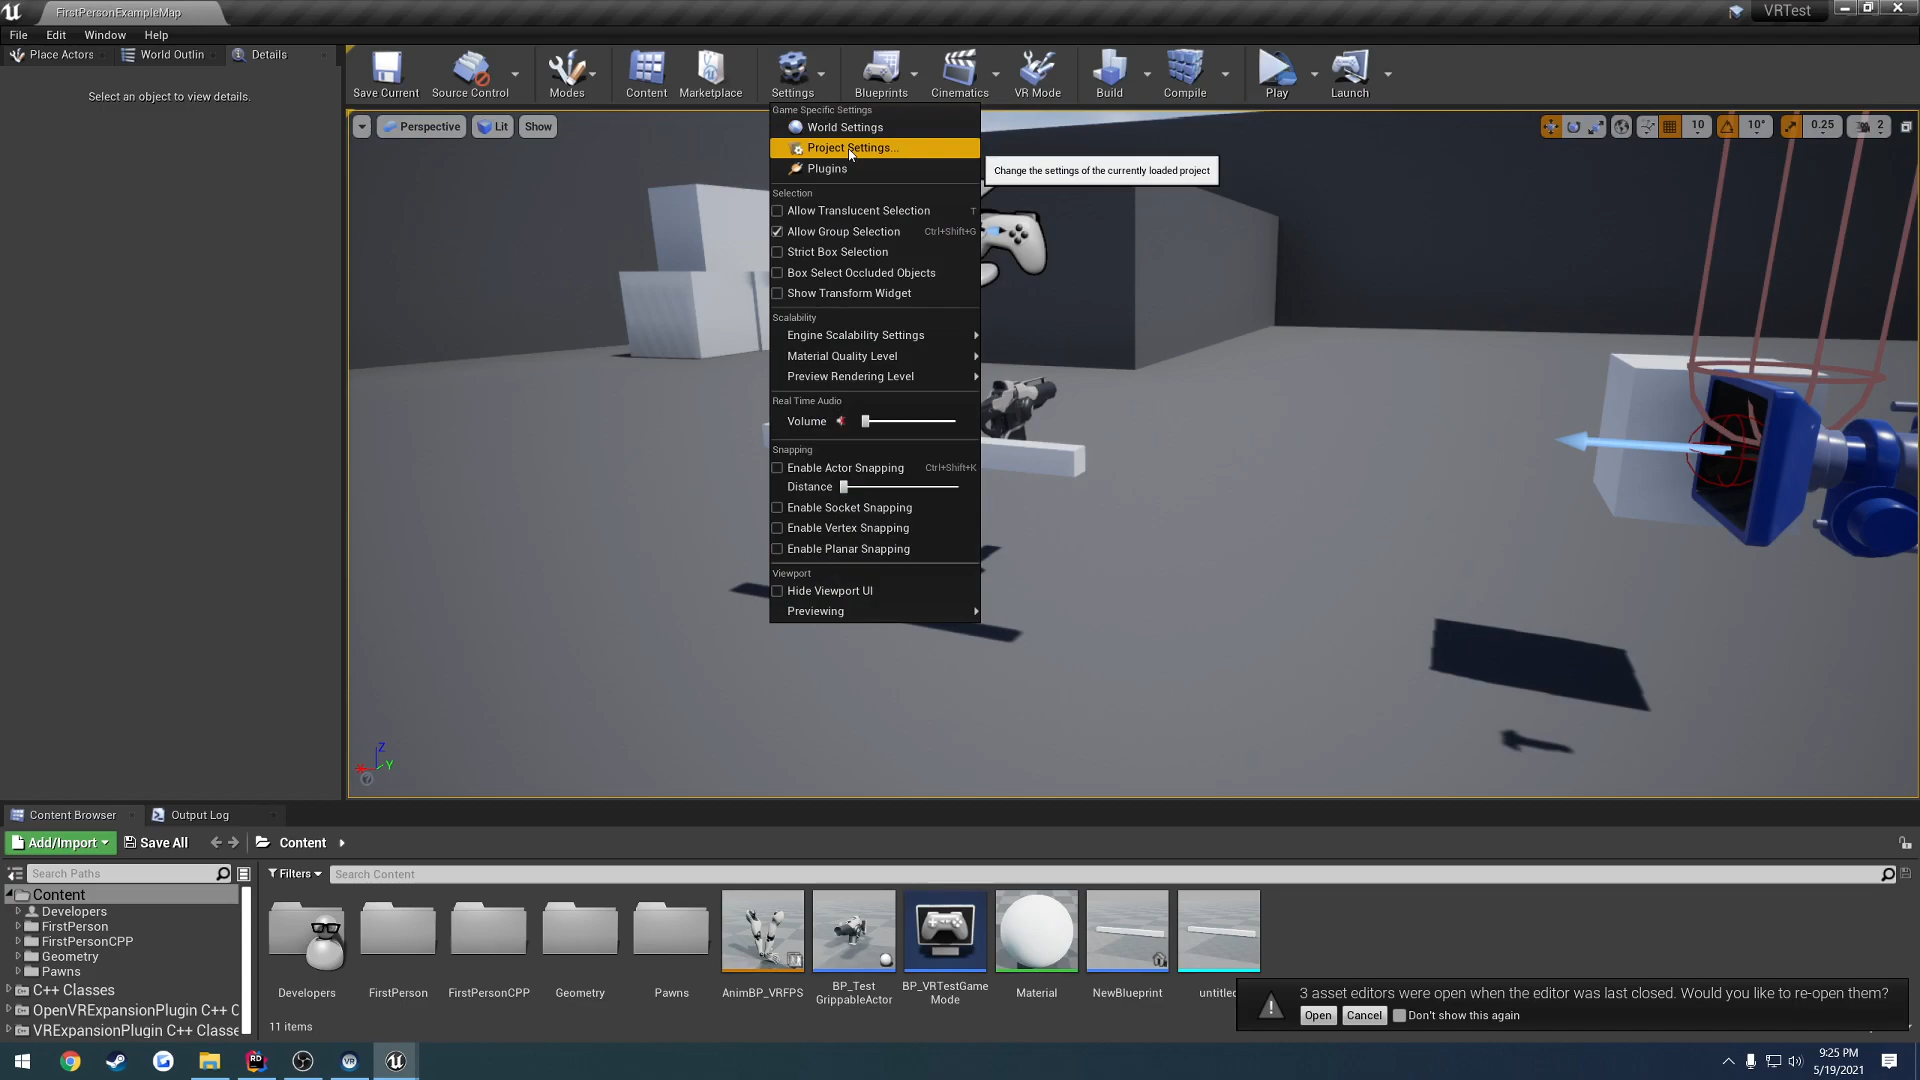 FirstPersonExampleMap
VRTest
File Edit Window Help
Place Actors World Outlin Details
Save Current Source Control Modes Content Marketplace Settings Blueprints Cinematics VR Mode Build Compile Play Launch
Select an object to view details.
Perspective Lit Show
10 10° 0.25 2
Game Specific Settings
World Settings
Project Settings...
Plugins
Change the settings of the currently loaded project
Selection
Allow Translucent Selection T
Allow Group Selection Ctrl+Shift+G
Strict Box Selection
Box Select Occluded Objects
Show Transform Widget
Scalability
Engine Scalability Settings
Material Quality Level
Preview Rendering Level
Real Time Audio
Volume
Snapping
Enable Actor Snapping Ctrl+Shift+K
Distance
Enable Socket Snapping
Enable Vertex Snapping
Enable Planar Snapping
Viewport
Hide Viewport UI
Previewing
Z
Y
Content Browser Output Log
Add/Import Save All Content
Search Paths Filters Search Content
Content
Developers
FirstPerson
FirstPersonCPP
Geometry
Pawns
C++ Classes
OpenVRExpansionPlugin C++ C
VRExpansionPlugin C++ Classe
Developers FirstPerson FirstPersonCPP Geometry Pawns AnimBP_VRFPS BP_Test GrippableActor BP_VRTestGame Mode Material NewBlueprint
11 items
3 asset editors were open when the editor was last closed. Would you like to re-open them?
Open Cancel Don't show this again
9:25 PM
5/19/2021